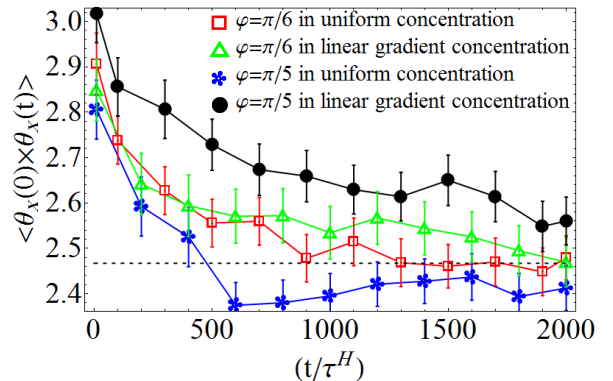 3.0
2.9
2.8
2.7
2.6
2.5
2.4
<θx(0)×θx(t)>
φ=π/6 in uniform concentration
φ=π/6 in linear gradient concentration
φ=π/5 in uniform concentration
φ=π/5 in linear gradient concentration
0 500 1000 1500 2000
(t/τ^H)